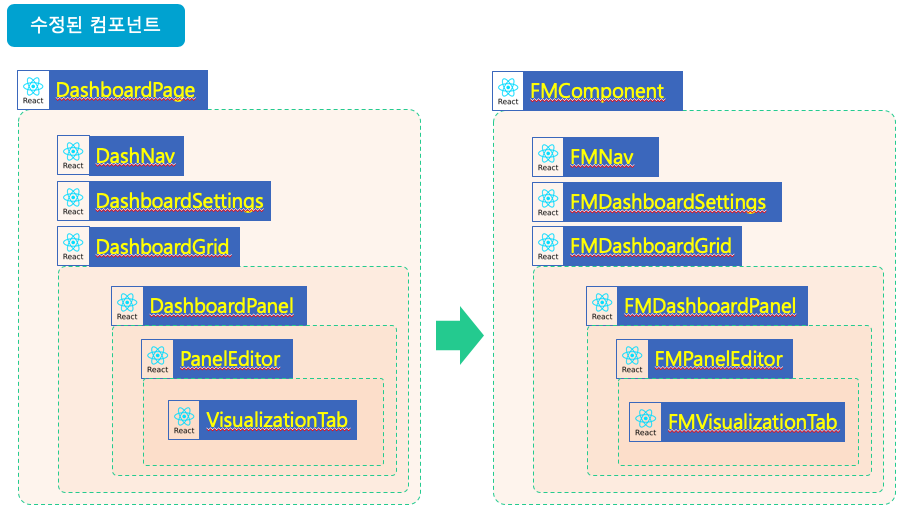 수정된 컴포넌트
React DashboardPage
React DashNav
React DashboardSettings
React DashboardGrid
React DashboardPanel
React PanelEditor
React VisualizationTab
React FMComponent
React FMNav
React FMDashboardSettings
React FMDashboardGrid
React FMDashboardPanel
React FMPanelEditor
React FMVisualizationTab